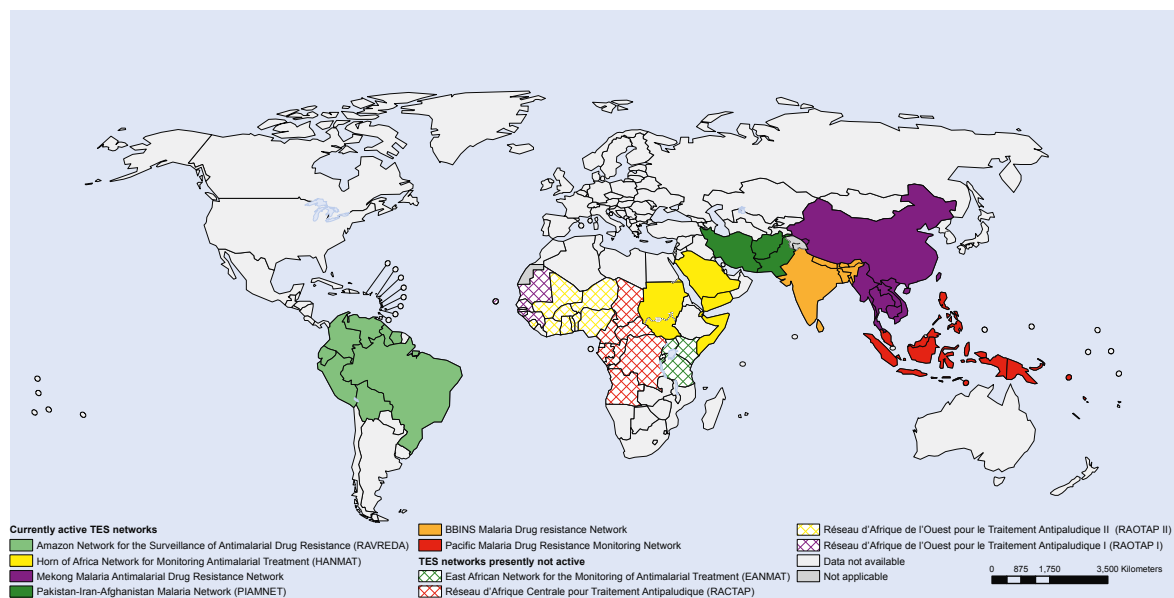 Currently active TES networks
Amazon Network for the Surveillance of Antimalarial Drug Resistance (RAVREDA)
Horn of Africa Network for Monitoring Antimalarial Treatment (HANMAT)
Mekong Malaria Antimalarial Drug Resistance Network
Pakistan-Iran-Afghanistan Malaria Network (PIAMNET)
BBINS Malaria Drug resistance Network
Pacific Malaria Drug Resistance Monitoring Network
TES networks presently not active
East African Network for the Monitoring of Antimalarial Treatment (EANMAT)
Réseau d'Afrique Centrale pour Traitement Antipaludique (RACTAP)
Réseau d'Afrique de l'Ouest pour le Traitement Antipaludique II (RAOTAP II)
Réseau d'Afrique de l'Ouest pour le Traitement Antipaludique I (RAOTAP I)
Data not available
Not applicable
0 875 1,750 3,500 Kilometers